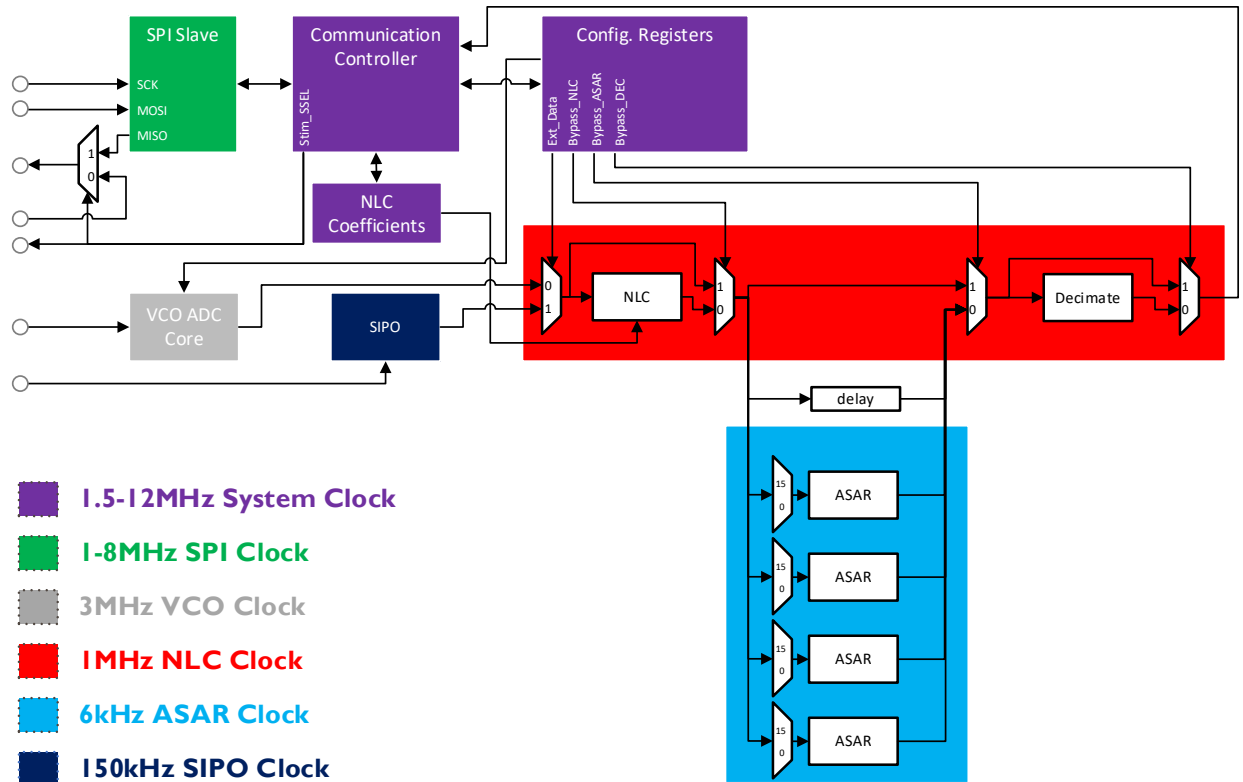 SPI Slave
SCK
MOSI
MISO
1
0
Communication
Controller
Stim_SSEL
Config. Registers
Ext_Data
Bypass_NLC
Bypass_ASAR
Bypass_DEC
NLC
Coefficients
VCO ADC
Core
SIPO
0
1
NLC
1
0
1
0
Decimate
1
0
delay
15
0
ASAR
15
0
ASAR
15
0
ASAR
15
0
ASAR
1.5-12MHz System Clock
1-8MHz SPI Clock
3MHz VCO Clock
1MHz NLC Clock
6kHz ASAR Clock
150kHz SIPO Clock